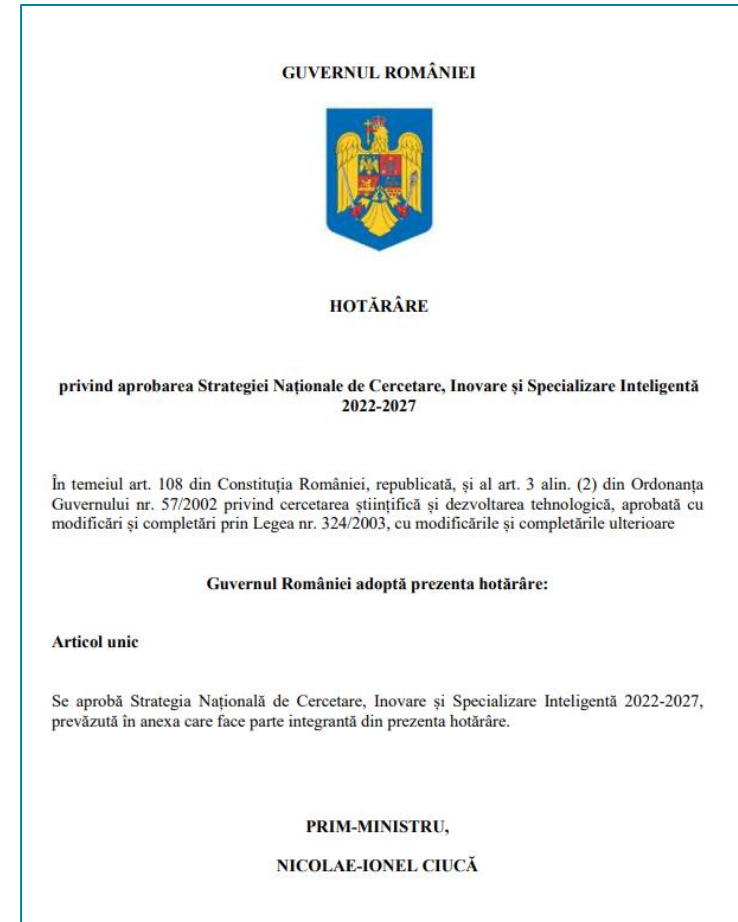 GUVERNUL ROMÂNIEI
HOTĂRÂRE
privind aprobarea Strategiei Naționale de Cercetare, Inovare și Specializare Inteligentă
2022-2027
În temeiul art. 108 din Constituția României, republicată, și al art. 3 alin. (2) din Ordonanța
Guvernului nr. 57/2002 privind cercetarea științifică și dezvoltarea tehnologică, aprobată cu
modificări și completări prin Legea nr. 324/2003, cu modificările și completările ulterioare
Guvernul României adoptă prezenta hotărâre:
Articol unic
Se aprobă Strategia Națională de Cercetare, Inovare și Specializare Inteligentă 2022-2027,
prevăzută în anexa care face parte integrantă din prezenta hotărâre.
PRIM-MINISTRU,
NICOLAE-IONEL CIUCĂ